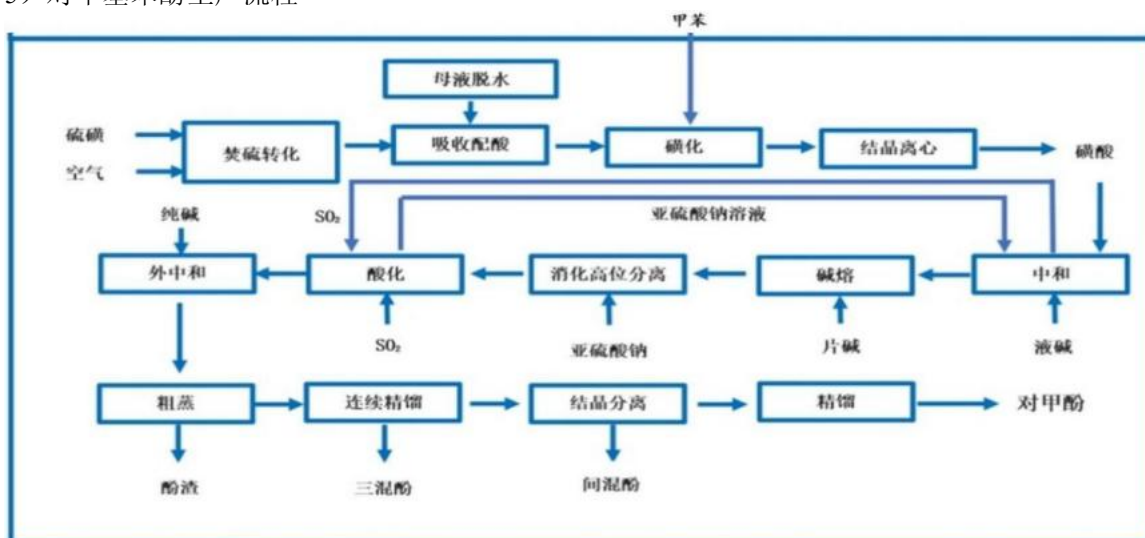 甲苯
母液脱水
硫磺
空气
焚硫转化
吸收配酸
磺化
结晶离心
磺酸
纯碱
SO₂
亚硫酸钠溶液
外中和
酸化
消化高位分离
碱熔
中和
SO₂
亚硫酸钠
片碱
液碱
粗蒸
连续精馏
结晶分离
精馏
对甲酚
酚渣
三混酚
间混酚